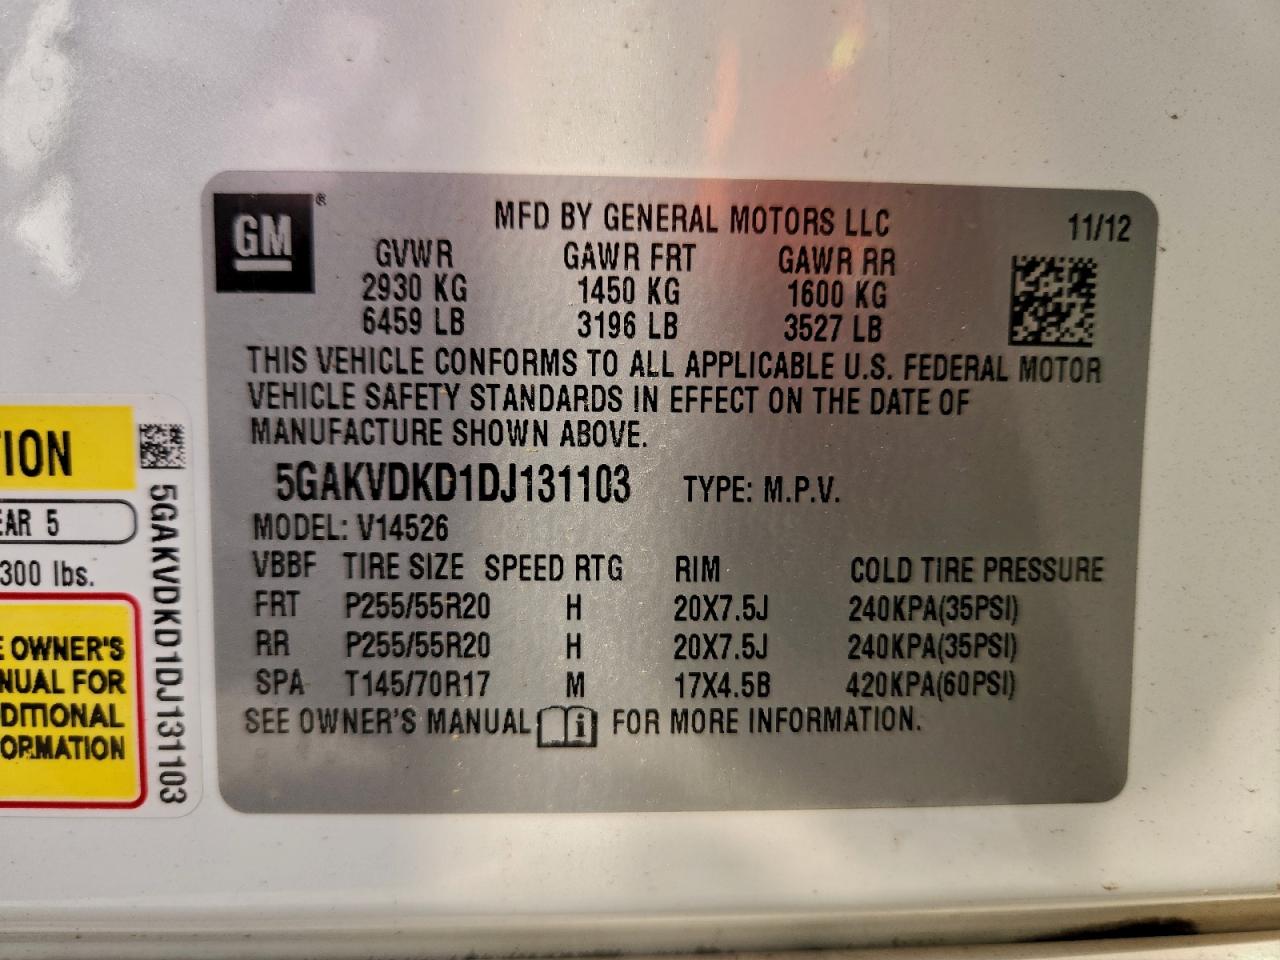 GM ®
MFD BY GENERAL MOTORS LLC 11/12
GVWR GAWR FRT GAWR RR
2930 KG 1450 KG 1600 KG
6459 LB 3196 LB 3527 LB
THIS VEHICLE CONFORMS TO ALL APPLICABLE U.S. FEDERAL MOTOR
VEHICLE SAFETY STANDARDS IN EFFECT ON THE DATE OF
MANUFACTURE SHOWN ABOVE.
5GAKVDKD1DJ131103 TYPE: M.P.V.
MODEL: V14526
VBBF TIRE SIZE SPEED RTG RIM COLD TIRE PRESSURE
FRT P255/55R20 H 20X7.5J 240KPA(35PSI)
RR P255/55R20 H 20X7.5J 240KPA(35PSI)
SPA T145/70R17 M 17X4.5B 420KPA(60PSI)
SEE OWNER'S MANUAL i FOR MORE INFORMATION.
TION
EAR 5
300 lbs.
E OWNER'S
NUAL FOR
DITIONAL
ORMATION
5GAKVDKD1DJ131103